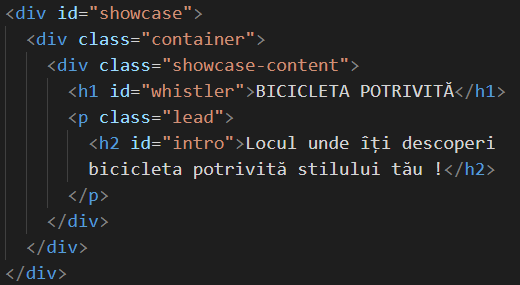 <div id="showcase">
<div class="container">
<div class="showcase-content">
<h1 id="whistler">BICICLETA POTRIVITĂ</h1>
<p class="lead">
<h2 id="intro">Locul unde îți descoperi
bicicleta potrivită stilului tău !</h2>
</p>
</div>
</div>
</div>